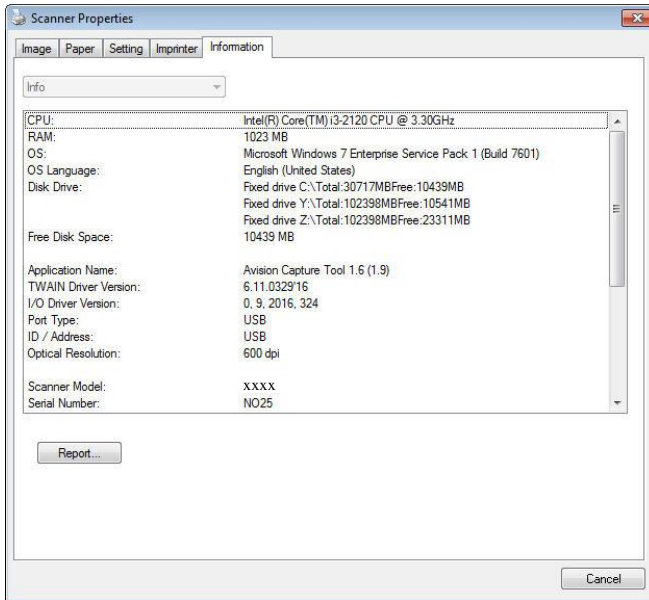 Scanner Properties
Image Paper Setting Imprinter Information
Info
CPU: Intel(R) Core(TM) i3-2120 CPU @ 3.30GHz
RAM: 1023 MB
OS: Microsoft Windows 7 Enterprise Service Pack 1 (Build 7601)
OS Language: English (United States)
Disk Drive: Fixed drive C:\Total:30717MBFree:10439MB
Fixed drive Y:\Total:102398MBFree:10541MB
Fixed drive Z:\Total:102398MBFree:23311MB
Free Disk Space: 10439 MB
Application Name: Avision Capture Tool 1.6 (1.9)
TWAIN Driver Version: 6.11.0329'16
I/O Driver Version: 0, 9, 2016, 324
Port Type: USB
ID / Address: USB
Optical Resolution: 600 dpi
Scanner Model: xxxx
Serial Number: NO25
Report...
Cancel